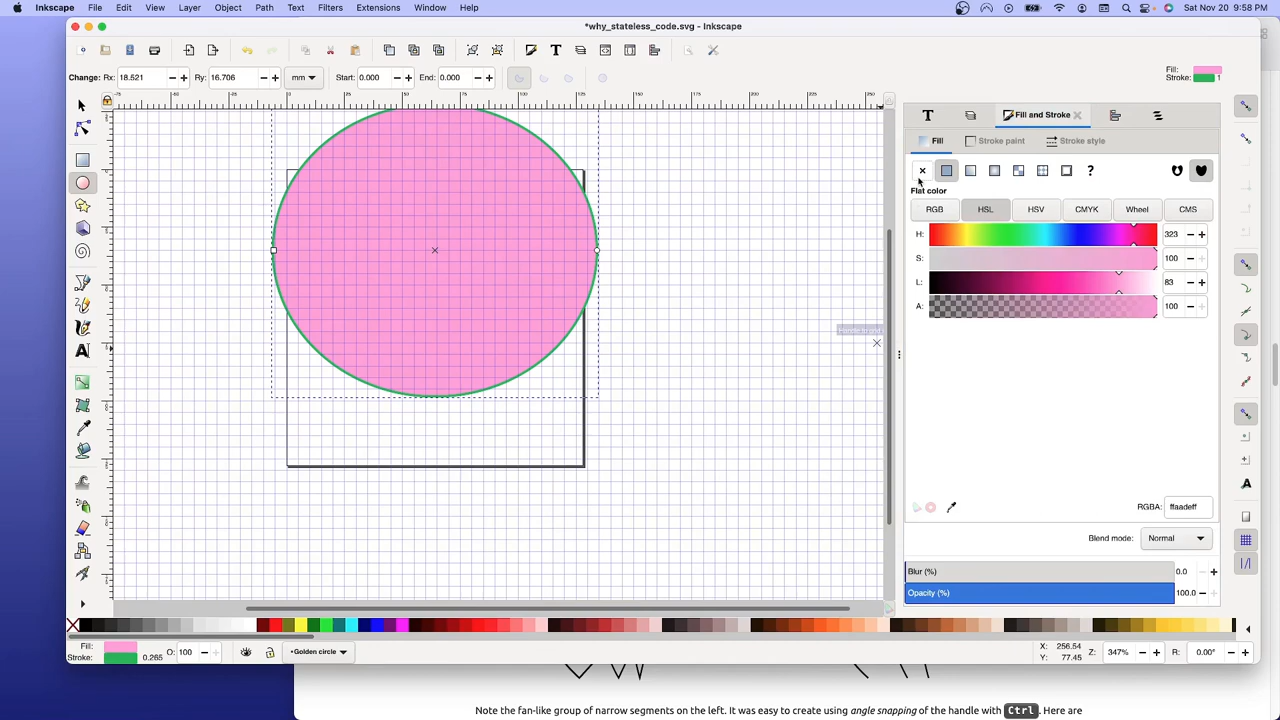 Inkscape File Edit View Layer Object Path Text Filters Extensions Window Help Sat Nov 20 9:58 PM
*why_stateless_code.svg - Inkscape
Change: Rx: 18.521 Ry: 16.706 mm Start: 0.000 End: 0.000
Fill:
Stroke: 1
Fill and Stroke
Fill Stroke paint Stroke style
Flat color
RGB HSL HSV CMYK Wheel CMS
H: 323
S: 100
L: 83
A: 100
Handle to grid
RGBA: ffaadeff
Blend mode: Normal
Blur (%) 0.0
Opacity (%) 100.0
Fill:
Stroke: 0.265 O: 100 •Golden circle X: 256.54 Y: 77.45 Z: 347% R: 0.00°
Note the fan-like group of narrow segments on the left. It was easy to create using angle snapping of the handle with Ctrl. Here are